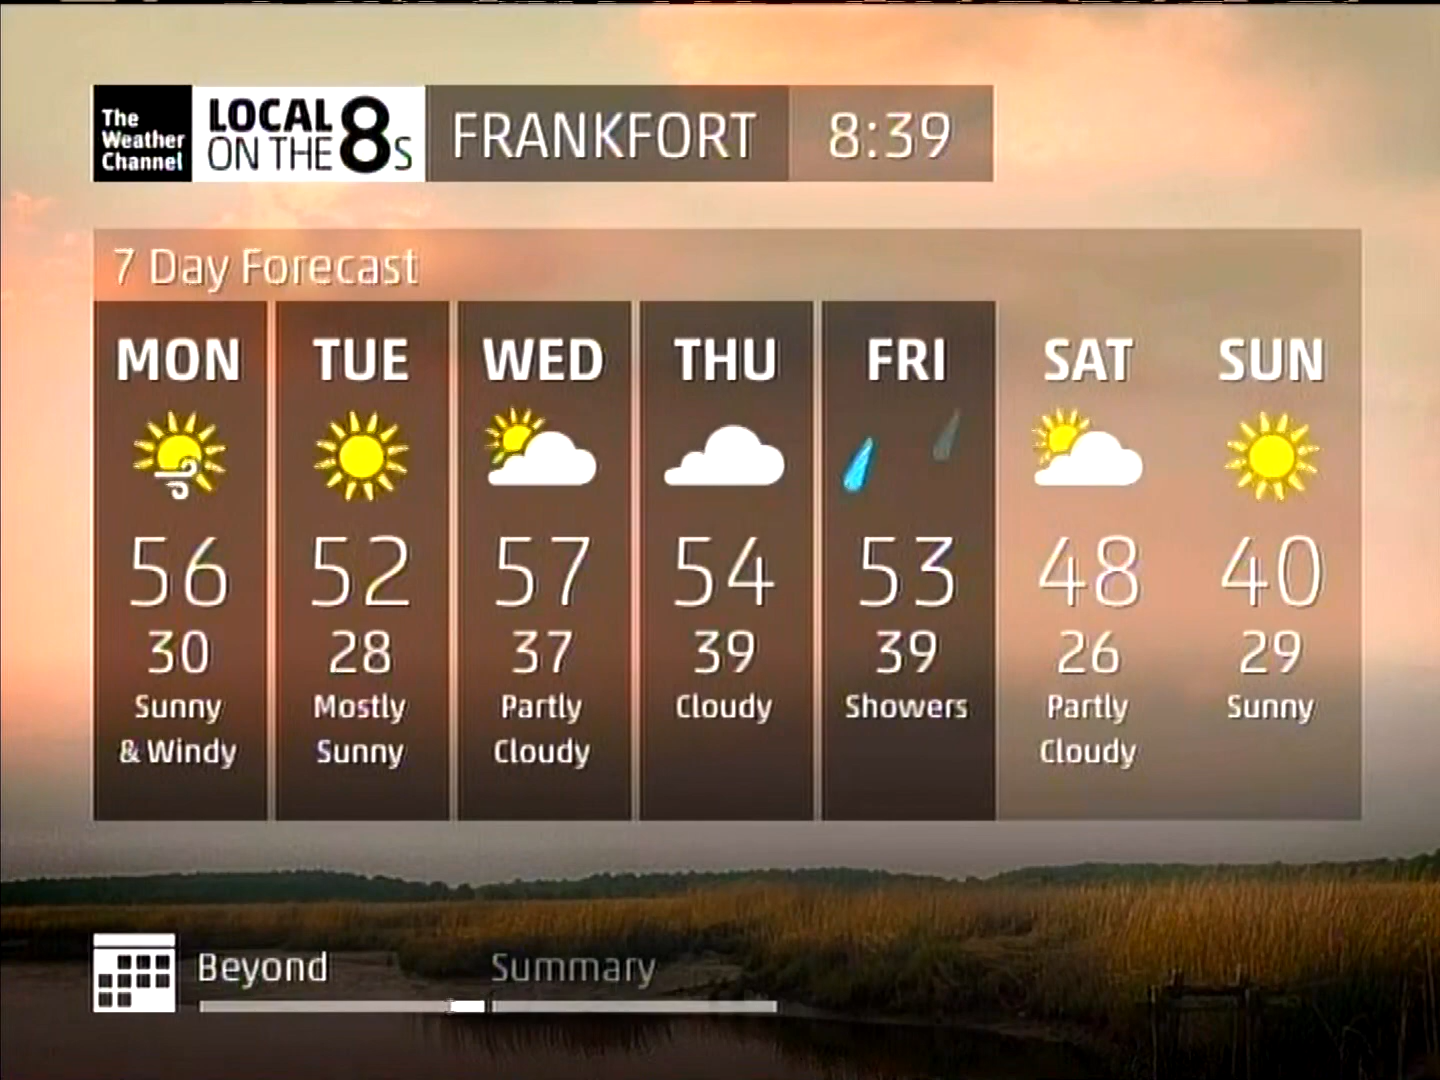 The
Weather
Channel
LOCAL
ON THE 8s
FRANKFORT
8:39
7 Day Forecast
MON TUE WED THU FRI SAT SUN
56 52 57 54 53 48 40
30 28 37 39 39 26 29
Sunny Mostly Partly Cloudy Showers Partly Sunny
& Windy Sunny Cloudy Cloudy
Beyond Summary